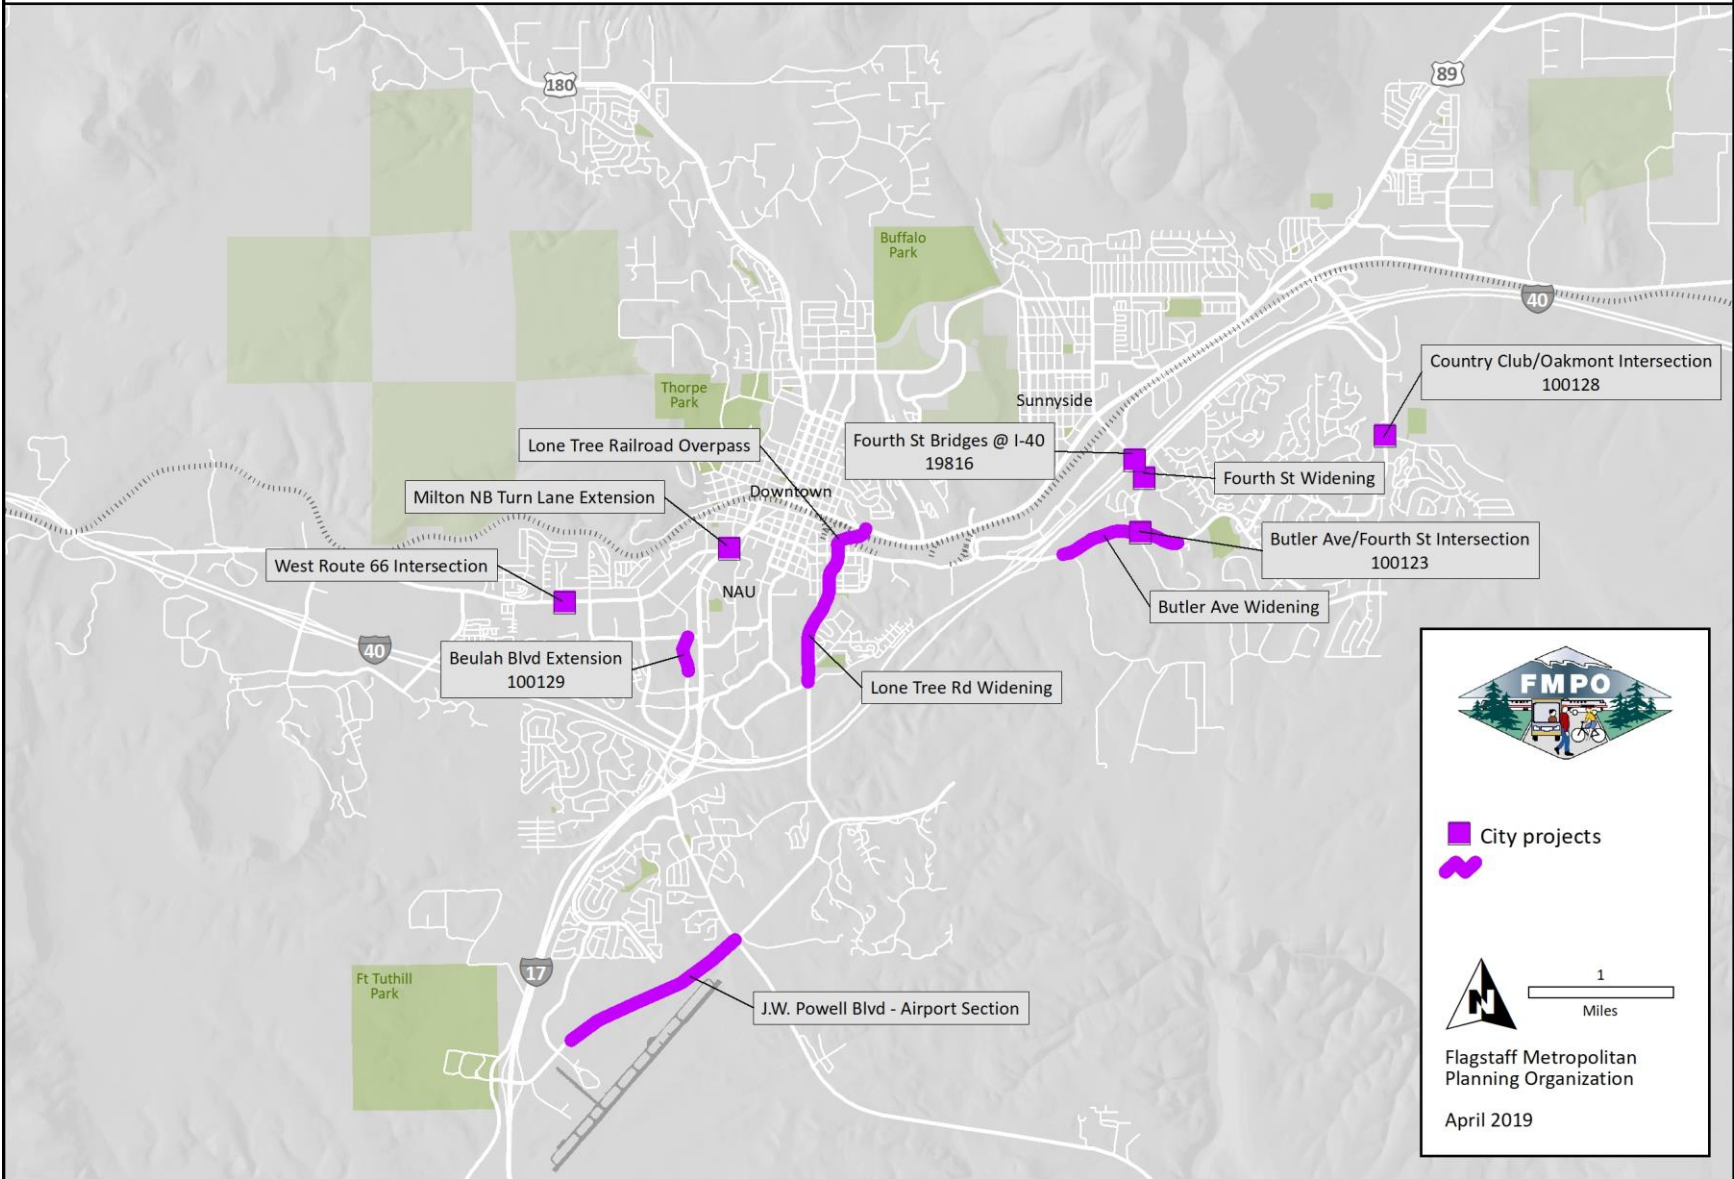 180
89
Buffalo
Park
40
Country Club/Oakmont Intersection
100128
Thorpe
Park
Sunnyside
Lone Tree Railroad Overpass
Fourth St Bridges @ I-40
19816
Fourth St Widening
Milton NB Turn Lane Extension
Downtown
Butler Ave/Fourth St Intersection
100123
West Route 66 Intersection
NAU
Butler Ave Widening
40
Beulah Blvd Extension
100129
Lone Tree Rd Widening
FMPO
City projects
Ft Tuthill
Park
17
J.W. Powell Blvd - Airport Section
N
1
Miles
Flagstaff Metropolitan
Planning Organization
April 2019